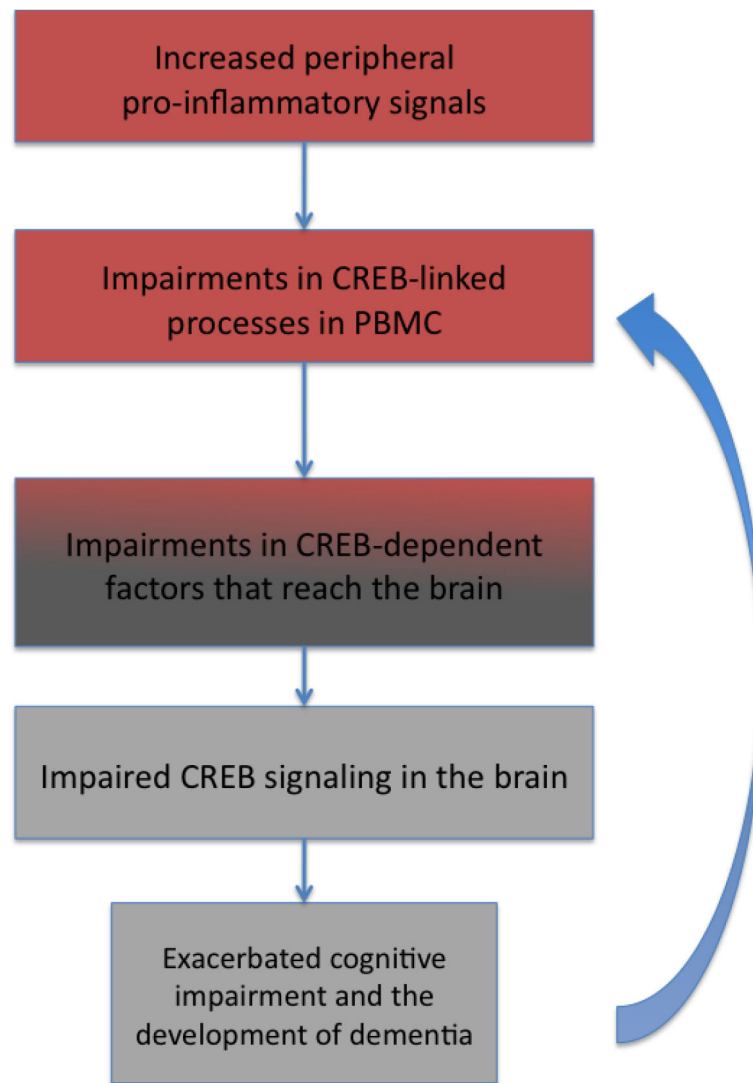 Increased peripheral
pro-inflammatory signals
Impairments in CREB-linked
processes in PBMC
Impairments in CREB-dependent
factors that reach the brain
Impaired CREB signaling in the brain
Exacerbated cognitive
impairment and the
development of dementia